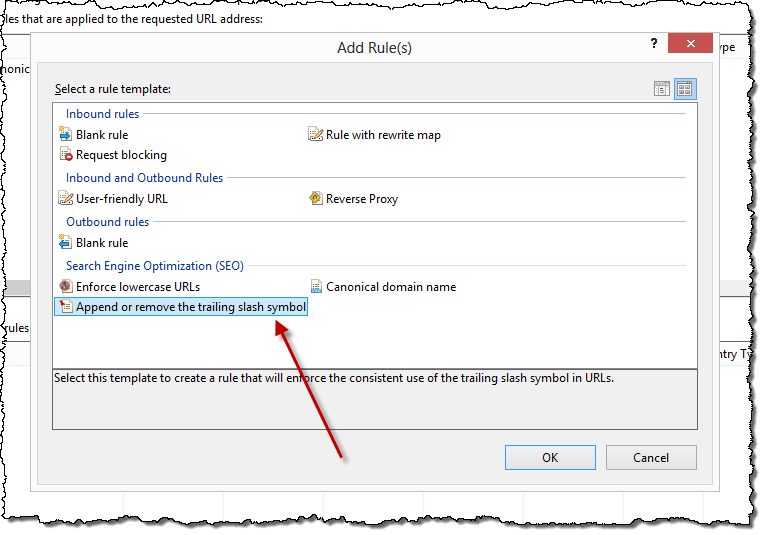 les that are applied to the requested URL address:
Add Rule(s)
?
ype
nonic
Select a rule template:
Inbound rules
Blank rule
Rule with rewrite map
Request blocking
Inbound and Outbound Rules
User-friendly URL
Reverse Proxy
Outbound rules
Blank rule
Search Engine Optimization (SEO)
Enforce lowercase URLs
Canonical domain name
Append or remove the trailing slash symbol
rules
ntry Ty
Select this template to create a rule that will enforce the consistent use of the trailing slash symbol in URLs.
OK
Cancel